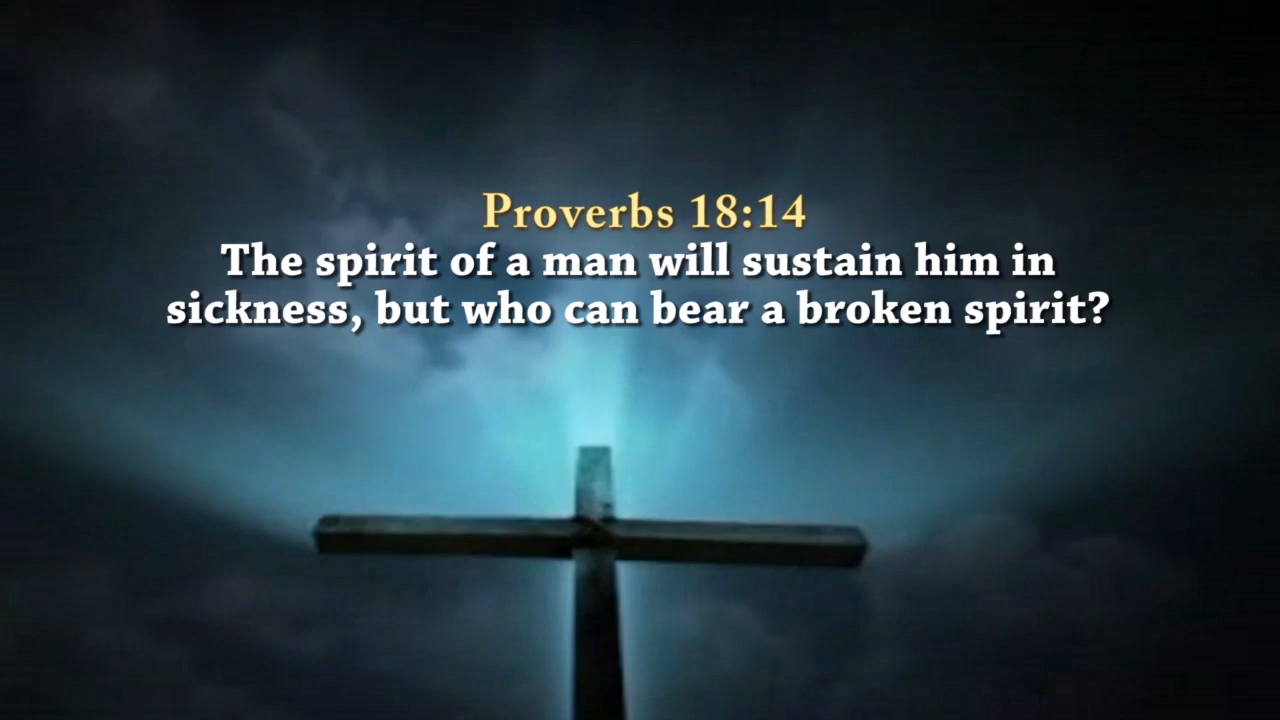 Proverbs 18:14
The spirit of a man will sustain him in
sickness, but who can bear a broken spirit?